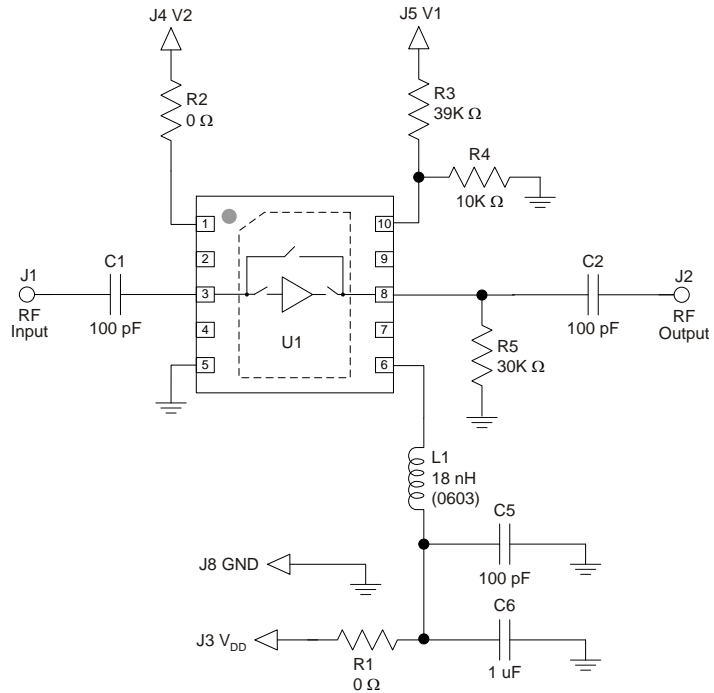 J4 V2
J5 V1
R2
0 Ω
R3
39K Ω
R4
10K Ω
1
10
2
9
J1
RF
Input
C1
100 pF
3
8
C2
100 pF
J2
RF
Output
4
7
U1
R5
30K Ω
5
6
L1
18 nH
(0603)
C5
100 pF
J8 GND
C6
1 uF
J3 VDD
R1
0 Ω